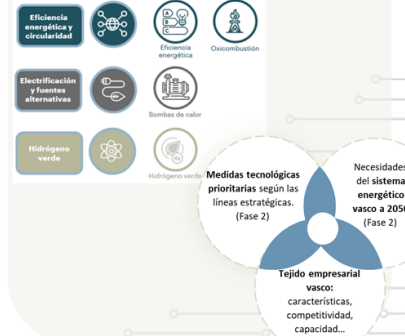 Eficiencia
energética y
circularidad
A
B
C
Eficiencia
energética
Oxicombustión
Electrificación
y fuentes
alternativas
Bombas de calor
Hidrógeno
verde
Hidrógeno verde
Medidas tecnológicas
prioritarias según las
líneas estratégicas.
(Fase 2)
Necesidades
del sistema
energético
vasco a 2050
(Fase 2)
Tejido empresarial
vasco:
características,
competitividad,
capacidad...